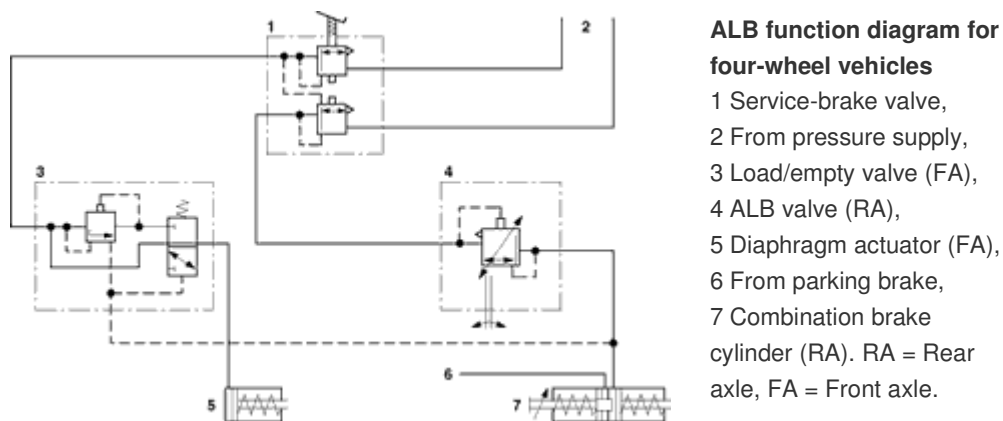 1
2
3
4
5
6
7
ALB function diagram for
four-wheel vehicles
1 Service-brake valve,
2 From pressure supply,
3 Load/empty valve (FA),
4 ALB valve (RA),
5 Diaphragm actuator (FA),
6 From parking brake,
7 Combination brake
cylinder (RA). RA = Rear
axle, FA = Front axle.